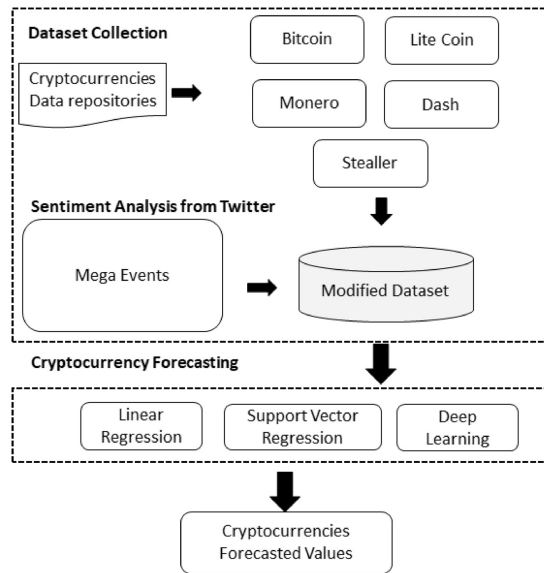 Dataset Collection
Bitcoin
Lite Coin
Cryptocurrencies
Data repositories
Monero
Dash
Stealler
Sentiment Analysis from Twitter
Mega Events
Modified Dataset
Cryptocurrency Forecasting
Linear
Regression
Support Vector
Regression
Deep
Learning
Cryptocurrencies
Forecasted Values